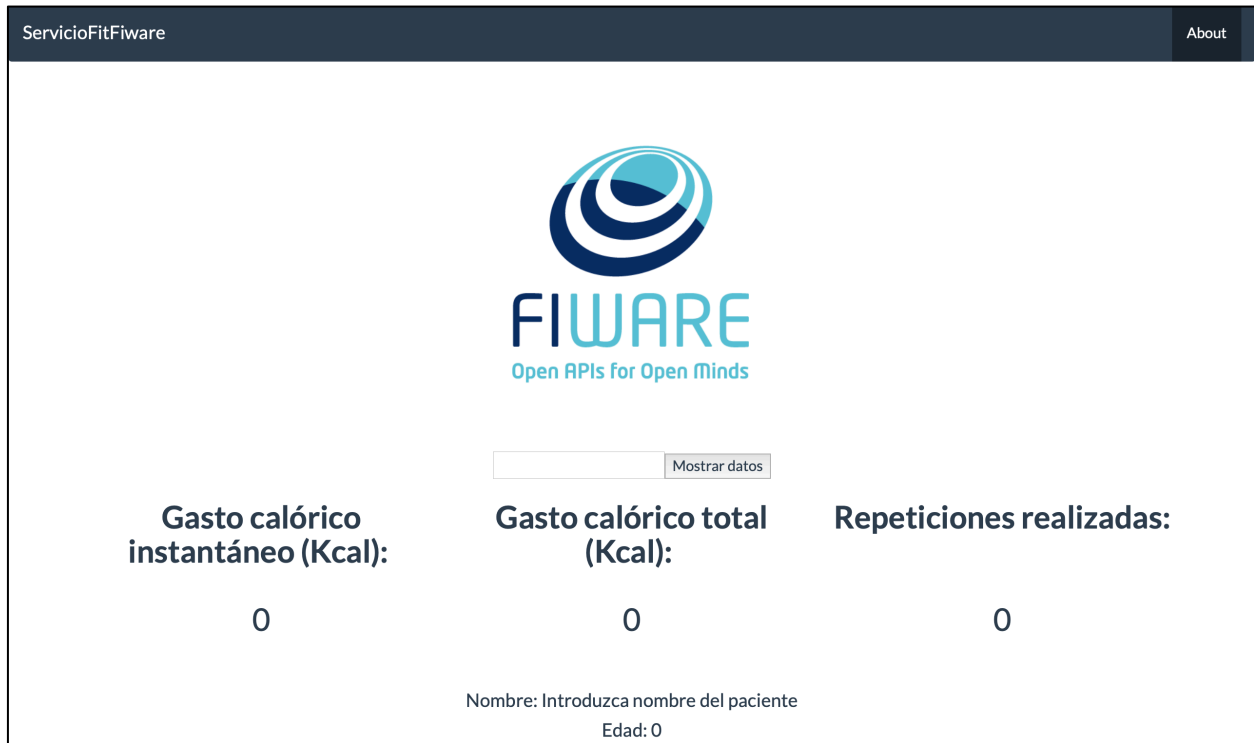 ServicioFitFiware
About
FIWARE
Open APIs for Open Minds
Mostrar datos
Gasto calórico
instantáneo (Kcal):
0
Gasto calórico total
(Kcal):
0
Repeticiones realizadas:
0
Nombre: Introduzca nombre del paciente
Edad: 0